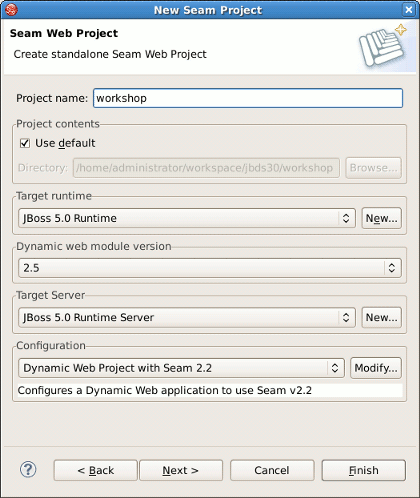 New Seam Project
Seam Web Project
Create standalone Seam Web Project
Project name: workshop
Project contents
Use default
Directory: /home/administrator/workspace/jbds30/workshop Browse...
Target runtime
JBoss 5.0 Runtime New...
Dynamic web module version
2.5
Target Server
JBoss 5.0 Runtime Server New...
Configuration
Dynamic Web Project with Seam 2.2 Modify...
Configures a Dynamic Web application to use Seam v2.2
? < Back Next > Cancel Finish